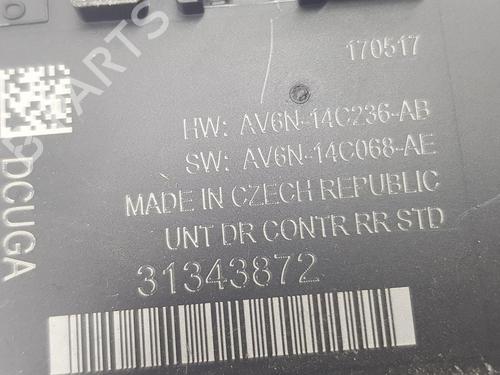 170517
HW: AV6N-14C236-AB
SW: AV6N-14C068-AE
MADE IN CZECH REPUBLIC
UNT DR CONTR RR STD
31343872
DCUGA
PARTS